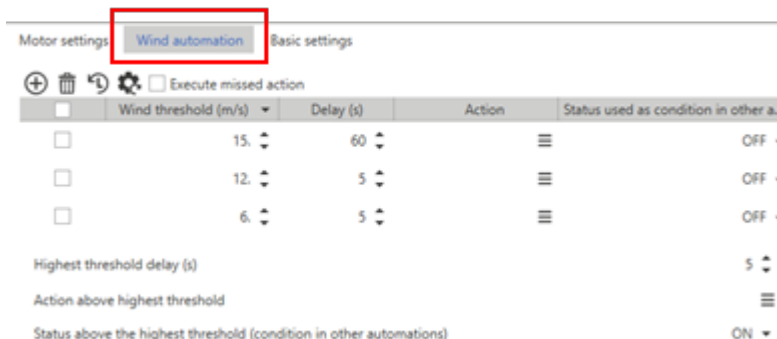 Motor settings Wind automation Basic settings
Execute missed action
Wind threshold (m/s) Delay (s) Action Status used as condition in other a...
15. 60 OFF
12. 5 OFF
6. 5 OFF
Highest threshold delay (s) 5
Action above highest threshold
Status above the highest threshold (condition in other automations) ON